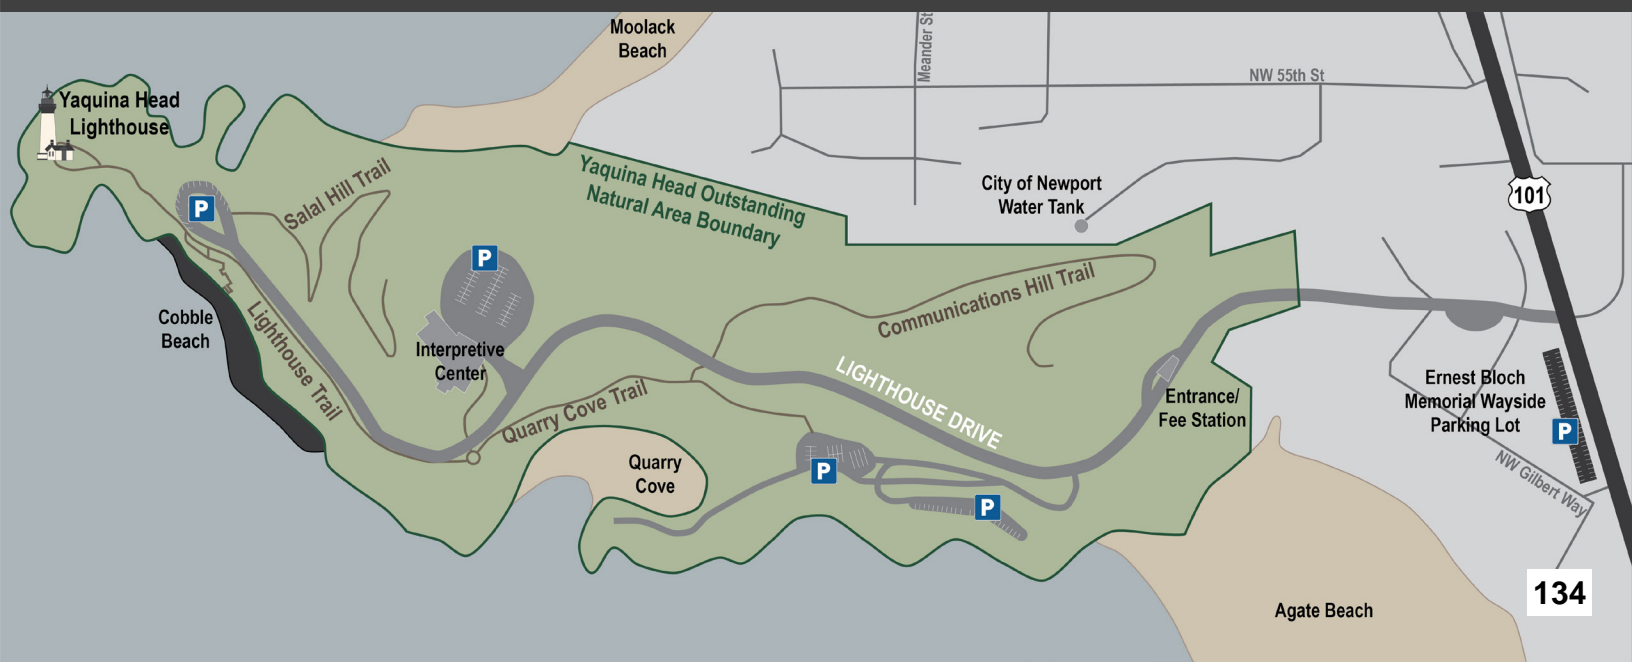 Moolack
Beach
Meander St
NW 55th St
Yaquina Head
Lighthouse
Salal Hill Trail
Yaquina Head Outstanding
Natural Area Boundary
City of Newport
Water Tank
101
P
P
Cobble
Beach
Lighthouse Trail
Interpretive
Center
Communications Hill Trail
LIGHTHOUSE DRIVE
Quarry Cove Trail
Entrance/
Fee Station
Ernest Bloch
Memorial Wayside
Parking Lot
P
Quarry
Cove
P
P
NW Gilbert Way
Agate Beach
134